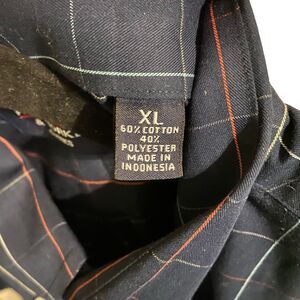 XL
60% COTTON
40%
POLYESTER
MADE IN
INDONESIA